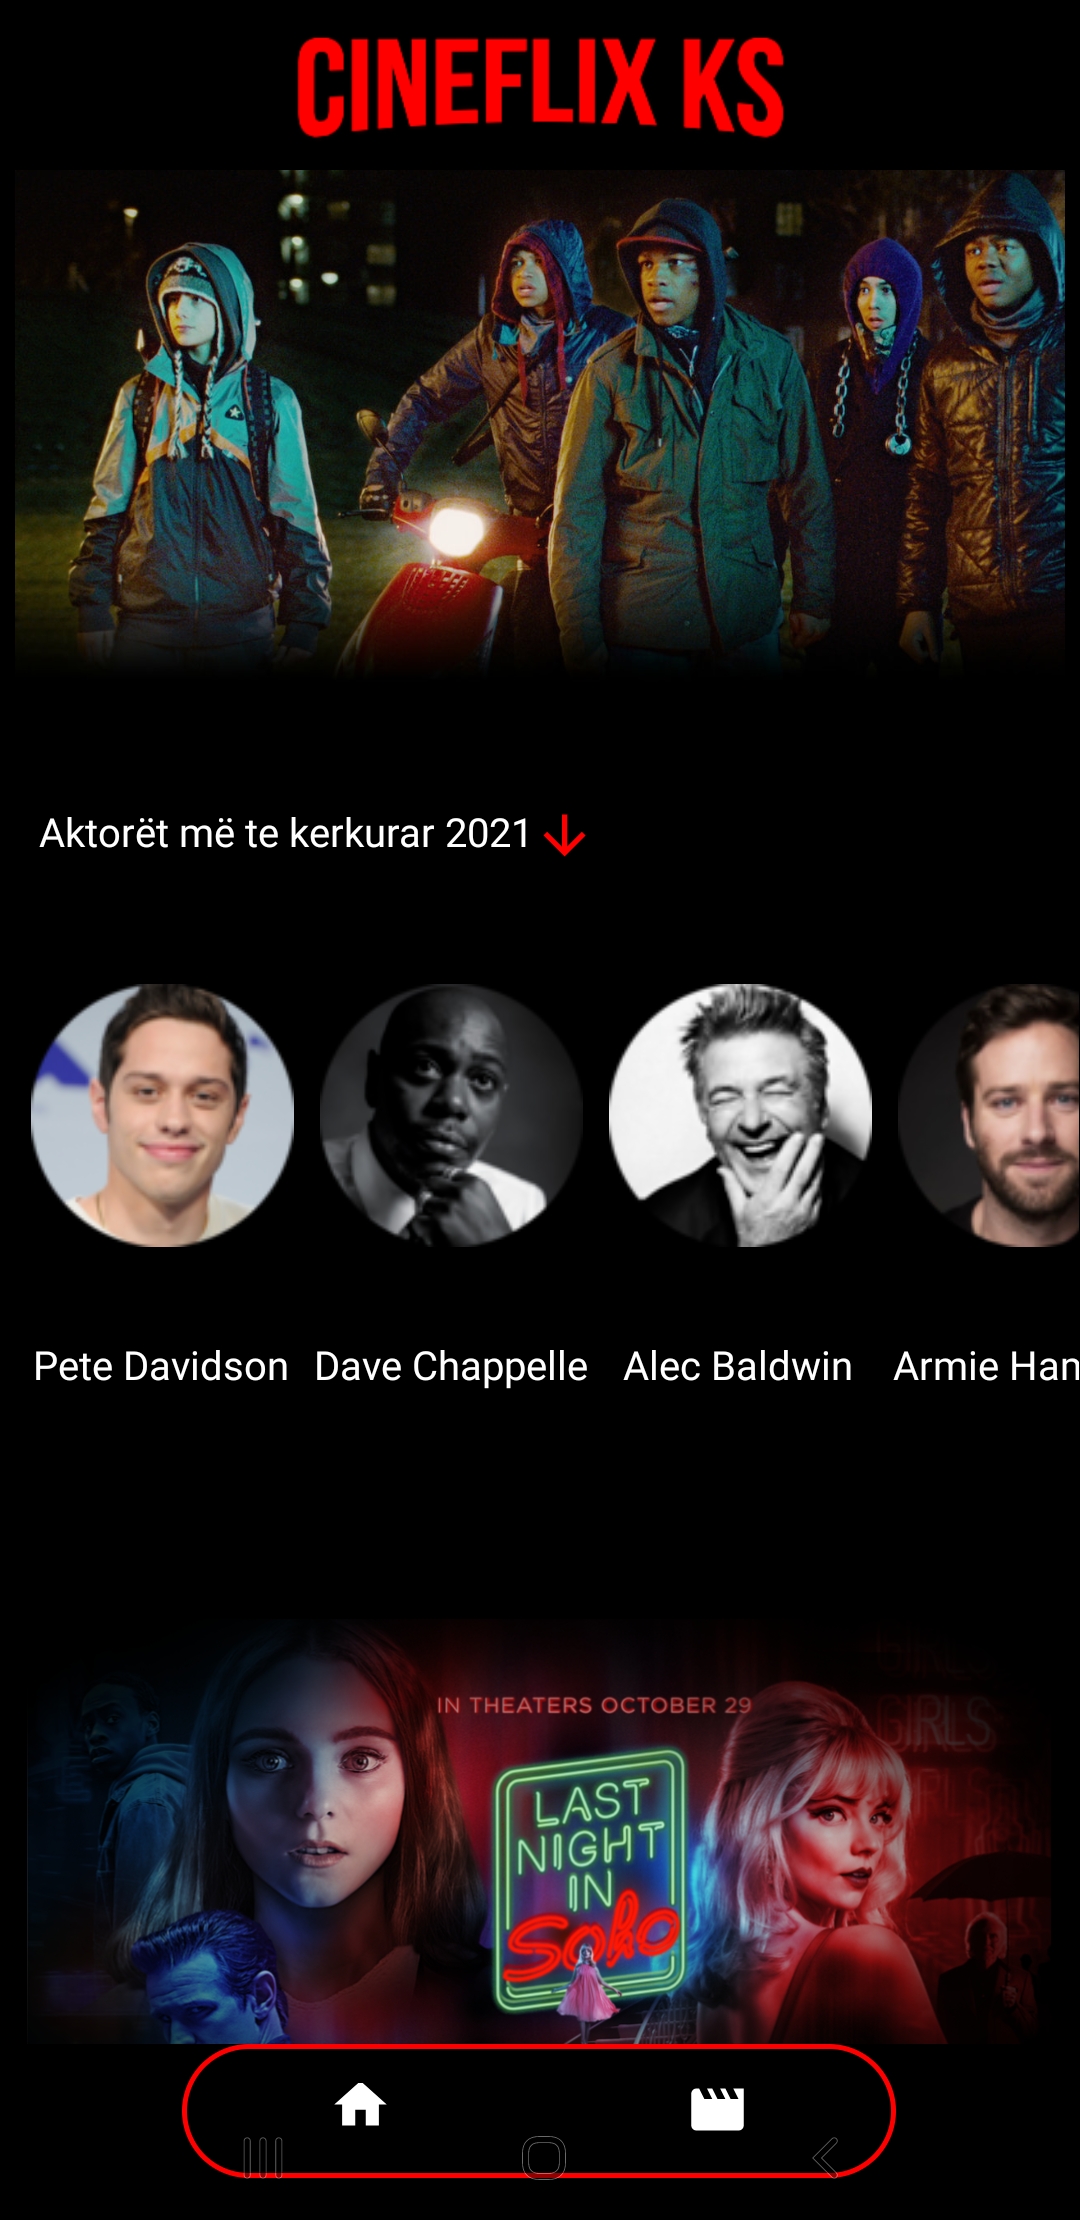 CINEFLIX KS
Aktorët më te kerkurar 2021
Pete Davidson
Dave Chappelle
Alec Baldwin
Armie Ham
IN THEATERS OCTOBER 29
GIRLS
LAST
NIGHT
IN
Soho